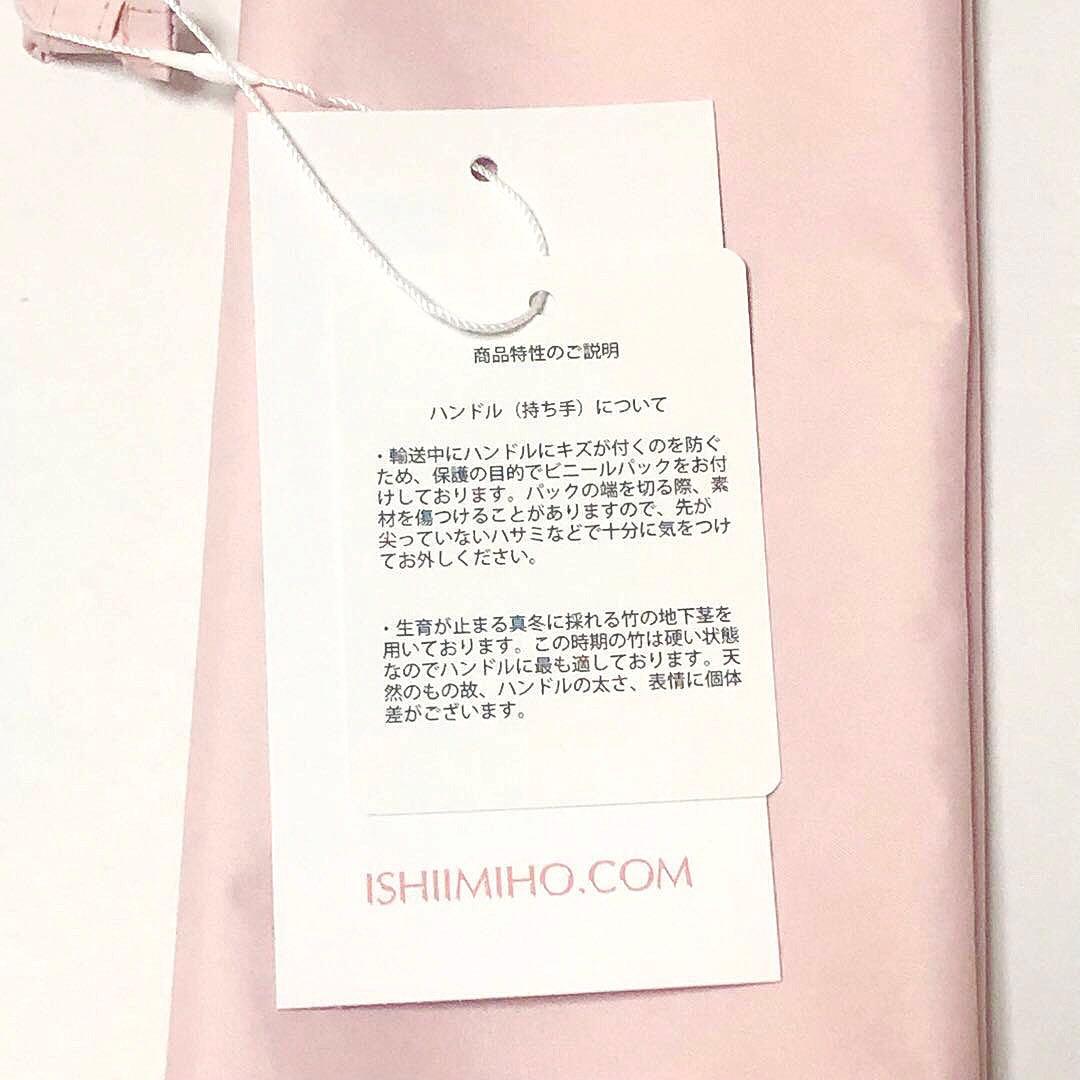 商品特性のご説明
ハンドル（持ち手）について
・輸送中にハンドルにキズが付くのを防ぐ
ため、保護の目的でビニールパックをお付
けしております。パックの端を切る際、素
材を傷つけることがありますので、先が
尖っていないハサミなどで十分に気をつけ
てお外しください。
・生育が止まる真冬に採れる竹の地下茎を
用いております。この時期の竹は硬い状態
なのでハンドルに最も適しております。天
然のもの故、ハンドルの太さ、表情に個体
差がございます。
ISHIIMIHO.COM